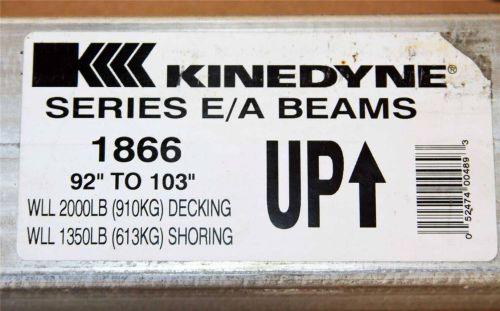 KINEDYNE®
SERIES E/A BEAMS
1866
92" TO 103"
WLL 2000LB (910KG) DECKING
WLL 1350LB (613KG) SHORING
UP
0 52474 00489 3